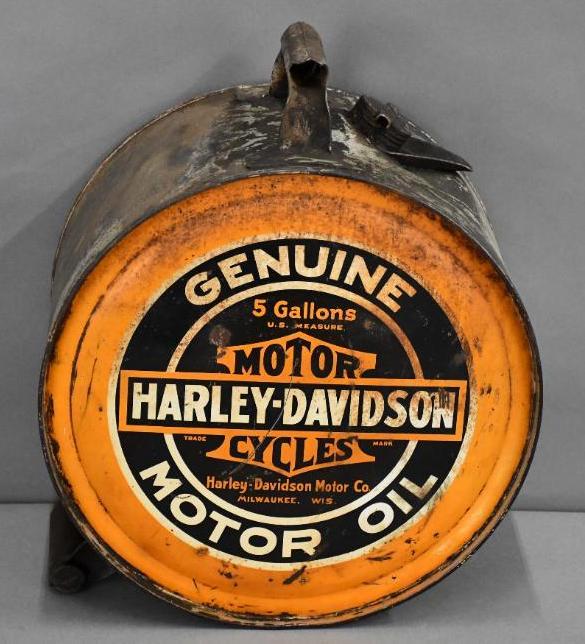 GENUINE
5 Gallons
U.S. MEASURE
MOTOR
HARLEY-DAVIDSON
TRADE MARK
CYCLES
Harley-Davidson Motor Co.
MILWAUKEE, WIS.
MOTOR OIL